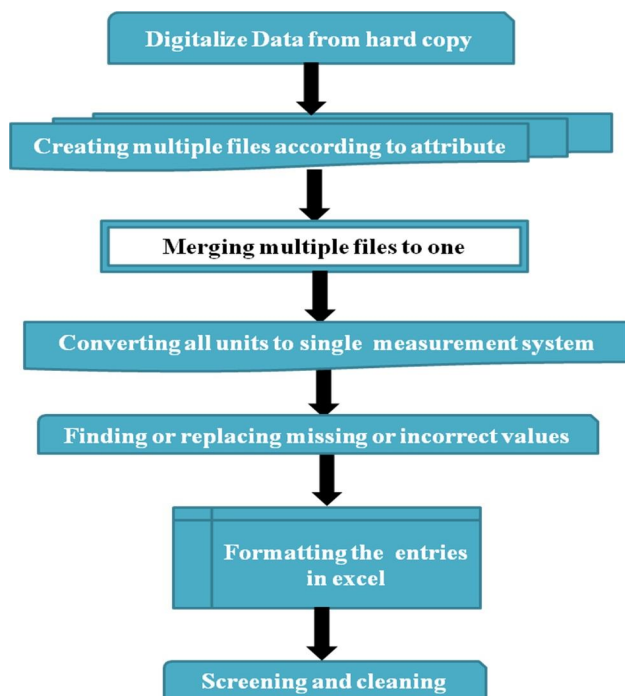 Digitalize Data from hard copy
Creating multiple files according to attribute
Merging multiple files to one
Converting all units to single measurement system
Finding or replacing missing or incorrect values
Formatting the entries
in excel
Screening and cleaning